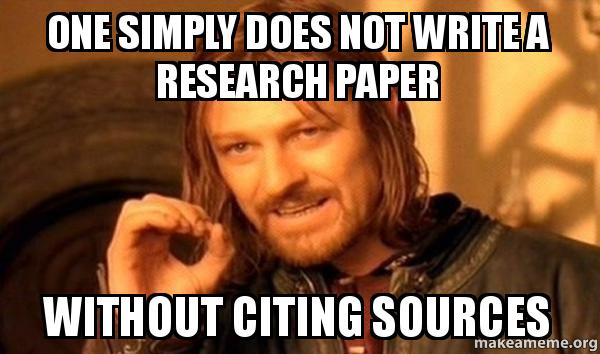 ONE SIMPLY DOES NOT WRITE A
RESEARCH PAPER
WITHOUT CITING SOURCES
makeameme.org